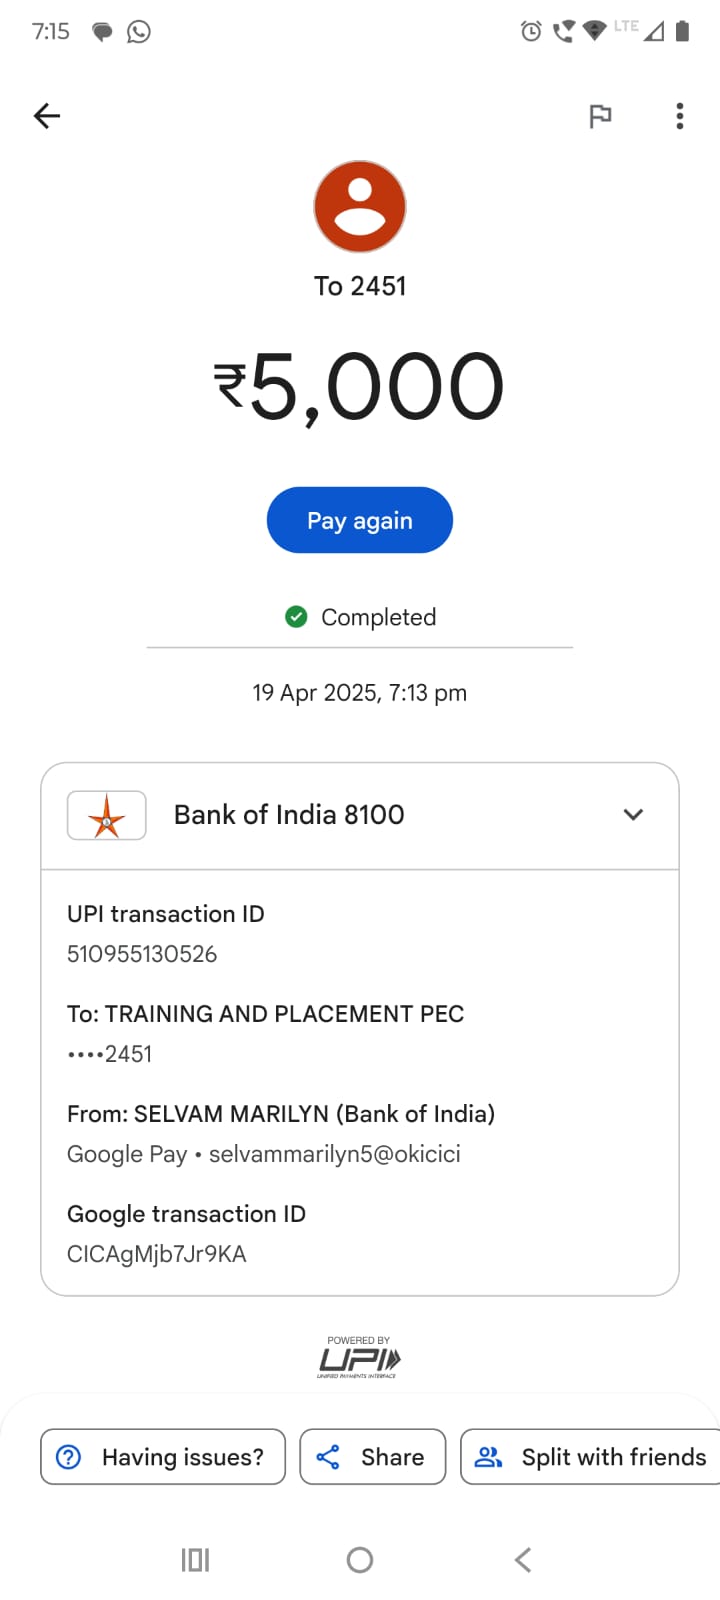 7:15 LTE
To 2451
₹5,000
Pay again
Completed
19 Apr 2025, 7:13 pm
Bank of India 8100
UPI transaction ID
510955130526
To: TRAINING AND PLACEMENT PEC
••••2451
From: SELVAM MARILYN (Bank of India)
Google Pay • selvammarilyn5@okicici
Google transaction ID
CICAgMjb7Jr9KA
POWERED BY
UPI
UNIFIED PAYMENTS INTERFACE
Having issues? Share Split with friends